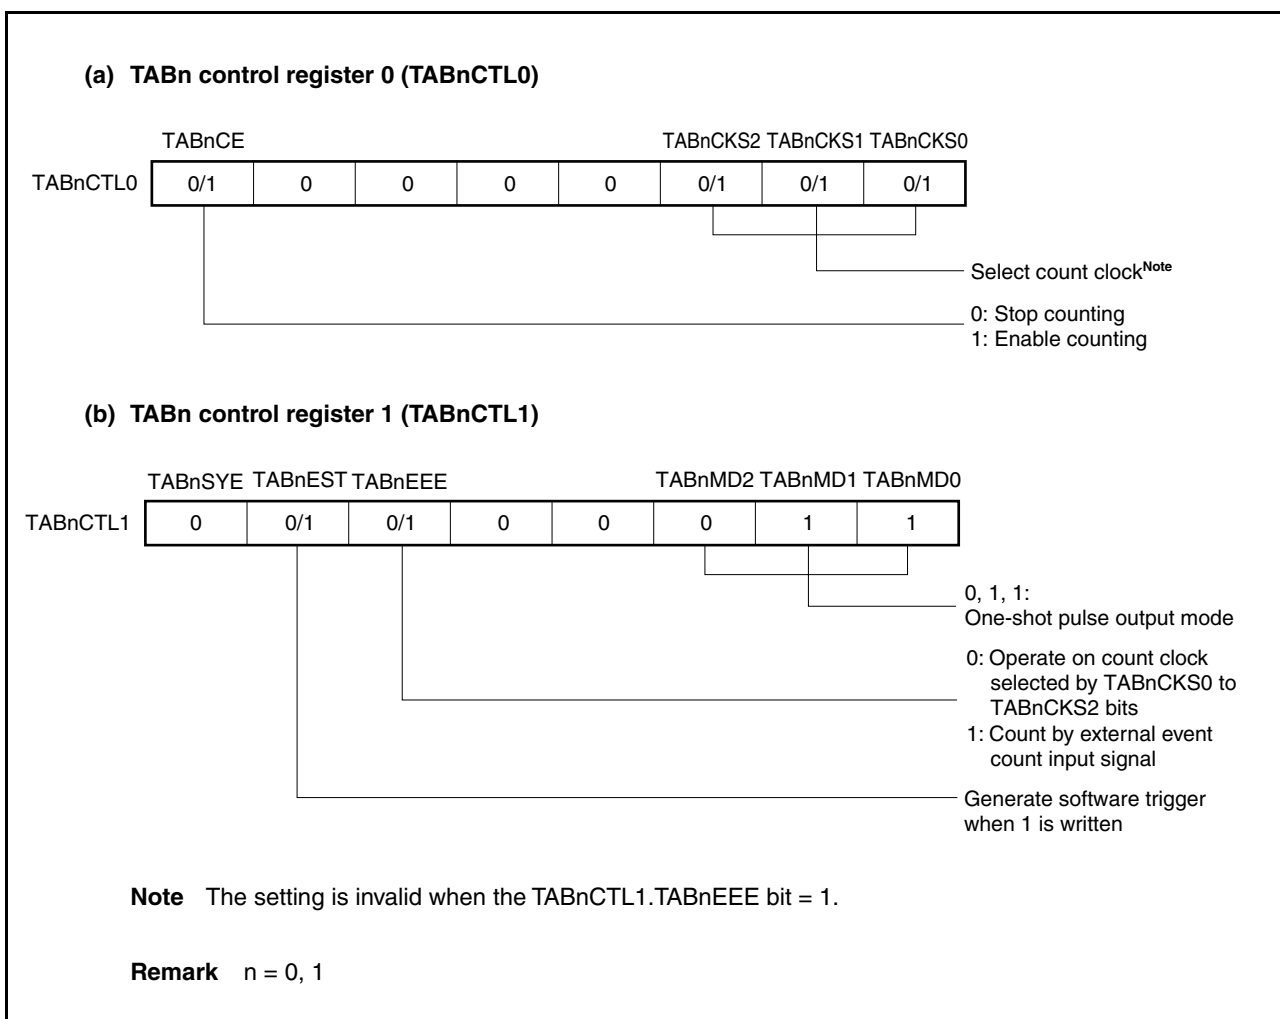 (a) TABn control register 0 (TABnCTL0)
TABnCE TABnCKS2 TABnCKS1 TABnCKS0
TABnCTL0 0/1 0 0 0 0 0/1 0/1 0/1
Select count clockNote
0: Stop counting
1: Enable counting
(b) TABn control register 1 (TABnCTL1)
TABnSYE TABnEST TABnEEE TABnMD2 TABnMD1 TABnMD0
TABnCTL1 0 0/1 0/1 0 0 0 1 1
0, 1, 1:
One-shot pulse output mode
0: Operate on count clock
selected by TABnCKS0 to
TABnCKS2 bits
1: Count by external event
count input signal
Generate software trigger
when 1 is written
Note The setting is invalid when the TABnCTL1.TABnEEE bit = 1.
Remark n = 0, 1